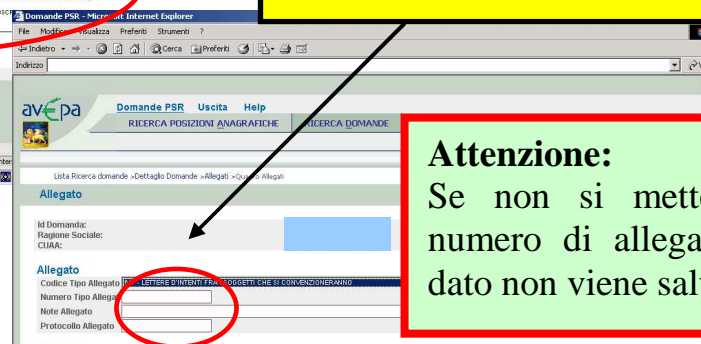 Domande PSR - Microsoft Internet Explorer
File Modifica Visualizza Preferiti Strumenti ?
Indietro Cerca Preferiti
Indirizzo
avepa
Domande PSR Uscita Help
RICERCA POSIZIONI ANAGRAFICHE RICERCA DOMANDE
Lista Ricerca domande >Dettaglio Domande >Allegati >Quadro Allegati
Allegato
Id Domanda:
Ragione Sociale:
CUAA:
Allegato
Codice Tipo Allegato LETTERE D'INTENTI FRA SOGGETTI CHE SI CONVENZIONERANNO
Numero Tipo Allega
Note Allegato
Protocollo Allegato
Attenzione:
Se non si mett
numero di allega
dato non viene sal